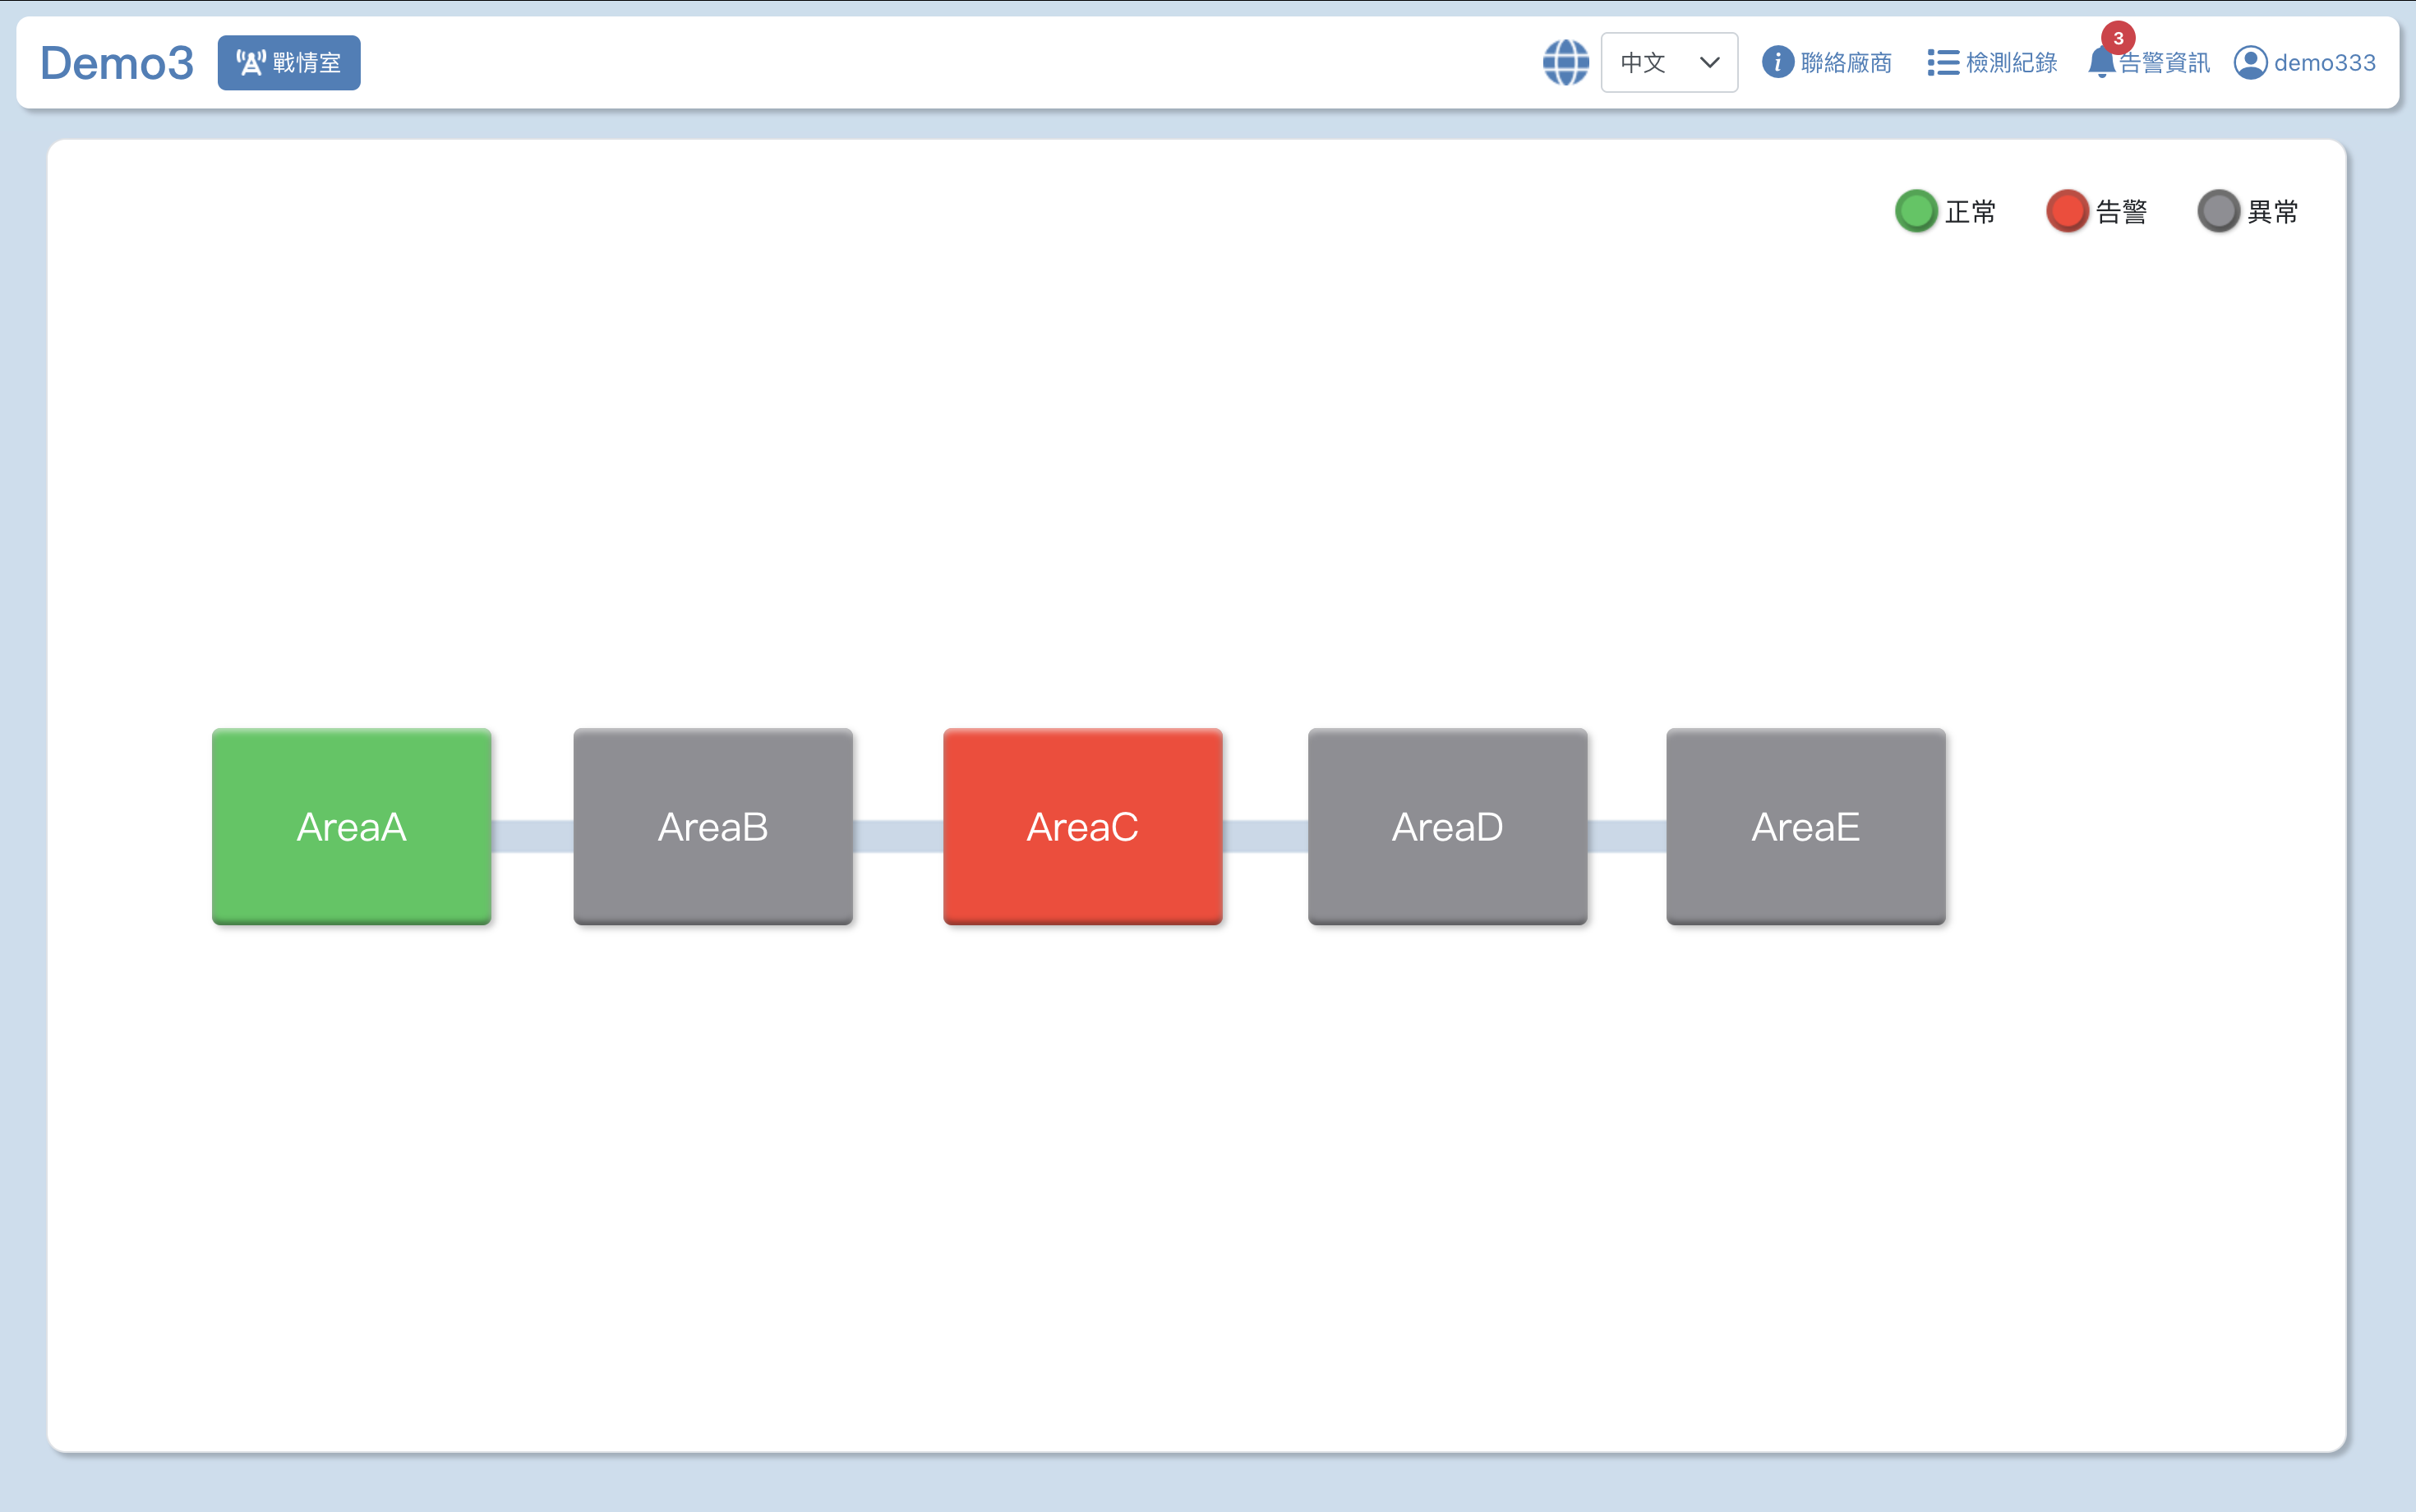 Demo3
戰情室
中文
聯絡廠商
檢測紀錄
3
告警資訊
demo333
正常
告警
異常
AreaA
AreaB
AreaC
AreaD
AreaE